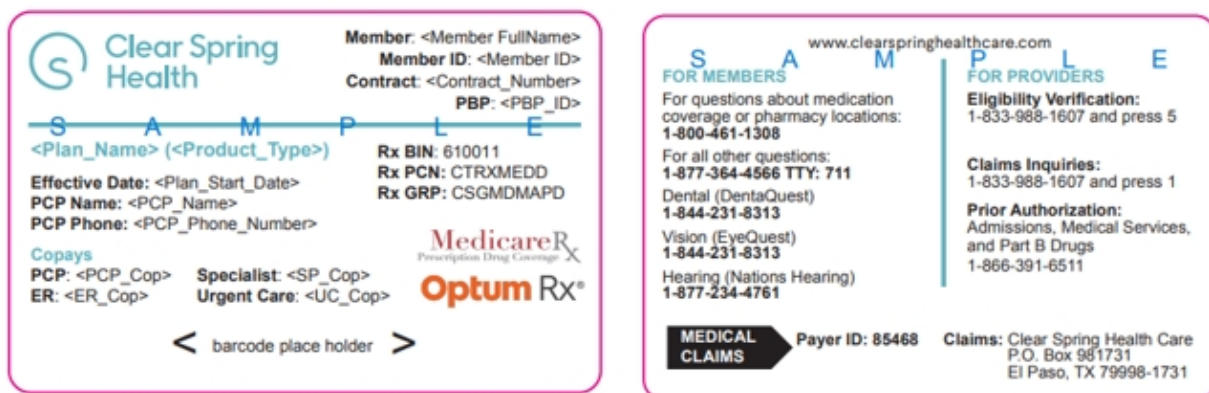 Clear Spring
Health
Member: <Member FullName>
Member ID: <Member ID>
Contract: <Contract_Number>
PBP: <PBP_ID>
S A M P L E
<Plan_Name> (<Product_Type>)
Effective Date: <Plan_Start_Date>
PCP Name: <PCP_Name>
PCP Phone: <PCP_Phone_Number>
Rx BIN: 610011
Rx PCN: CTRXMEDD
Rx GRP: CSGMDMAPD
Copays
PCP: <PCP_Cop> Specialist: <SP_Cop>
ER: <ER_Cop> Urgent Care: <UC_Cop>
MedicareRx
Prescription Drug Coverage
Optum Rx®
< barcode place holder >
www.clearspringhealthcare.com
S A M P L E
FOR MEMBERS
For questions about medication
coverage or pharmacy locations:
1-800-461-1308
For all other questions:
1-877-364-4566 TTY: 711
Dental (DentaQuest)
1-844-231-8313
Vision (EyeQuest)
1-844-231-8313
Hearing (Nations Hearing)
1-877-234-4761
FOR PROVIDERS
Eligibility Verification:
1-833-988-1607 and press 5
Claims Inquiries:
1-833-988-1607 and press 1
Prior Authorization:
Admissions, Medical Services,
and Part B Drugs
1-866-391-6511
MEDICAL
CLAIMS
Payer ID: 85468
Claims: Clear Spring Health Care
P.O. Box 981731
El Paso, TX 79998-1731